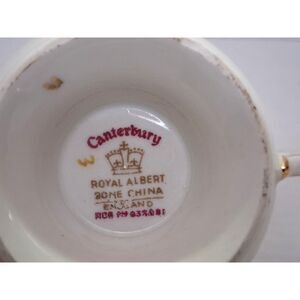 Canterbury
ROYAL ALBERT
BONE CHINA
ENGLAND